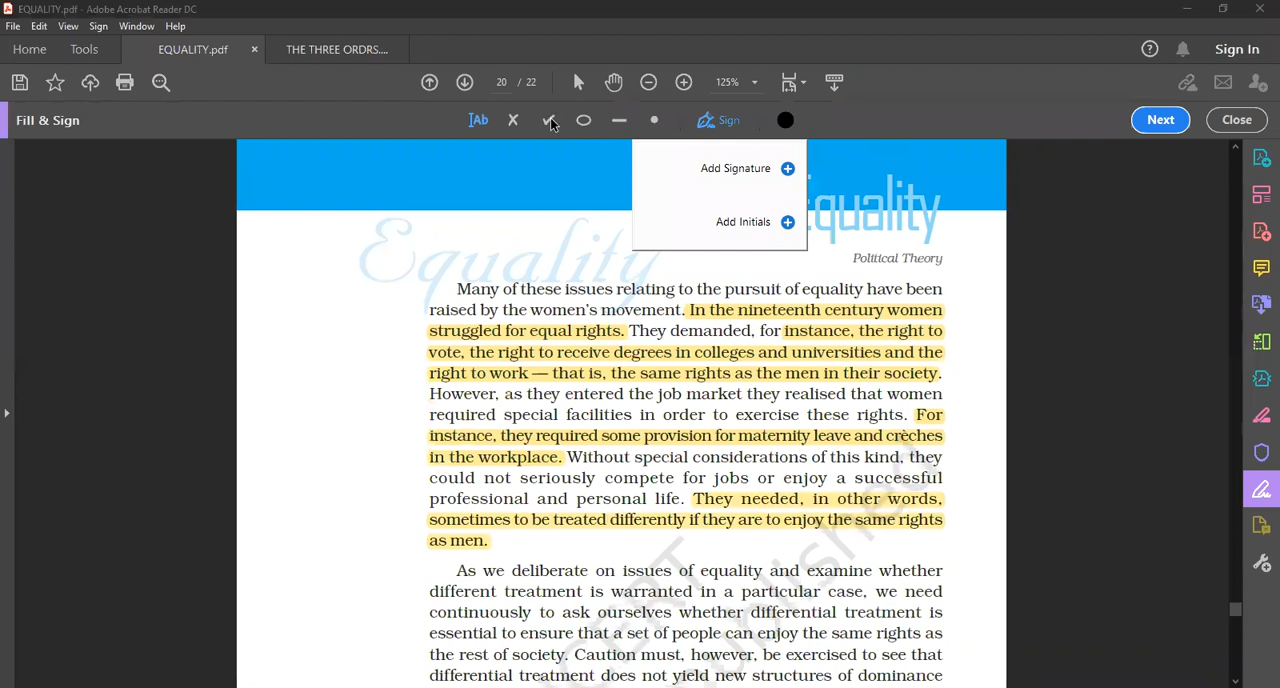 EQUALITY.pdf - Adobe Acrobat Reader DC
File Edit View Sign Window Help
Home Tools EQUALITY.pdf × THE THREE ORDRS.... Sign In
20 / 22 125%
Fill & Sign IAb Sign Next Close
Add Signature
Add Initials
Equality
Equality
Political Theory
Many of these issues relating to the pursuit of equality have been
raised by the women's movement. In the nineteenth century women
struggled for equal rights. They demanded, for instance, the right to
vote, the right to receive degrees in colleges and universities and the
right to work — that is, the same rights as the men in their society.
However, as they entered the job market they realised that women
required special facilities in order to exercise these rights. For
instance, they required some provision for maternity leave and crèches
in the workplace. Without special considerations of this kind, they
could not seriously compete for jobs or enjoy a successful
professional and personal life. They needed, in other words,
sometimes to be treated differently if they are to enjoy the same rights
as men.
As we deliberate on issues of equality and examine whether
different treatment is warranted in a particular case, we need
continuously to ask ourselves whether differential treatment is
essential to ensure that a set of people can enjoy the same rights as
the rest of society. Caution must, however, be exercised to see that
differential treatment does not yield new structures of dominance
NCERT
published